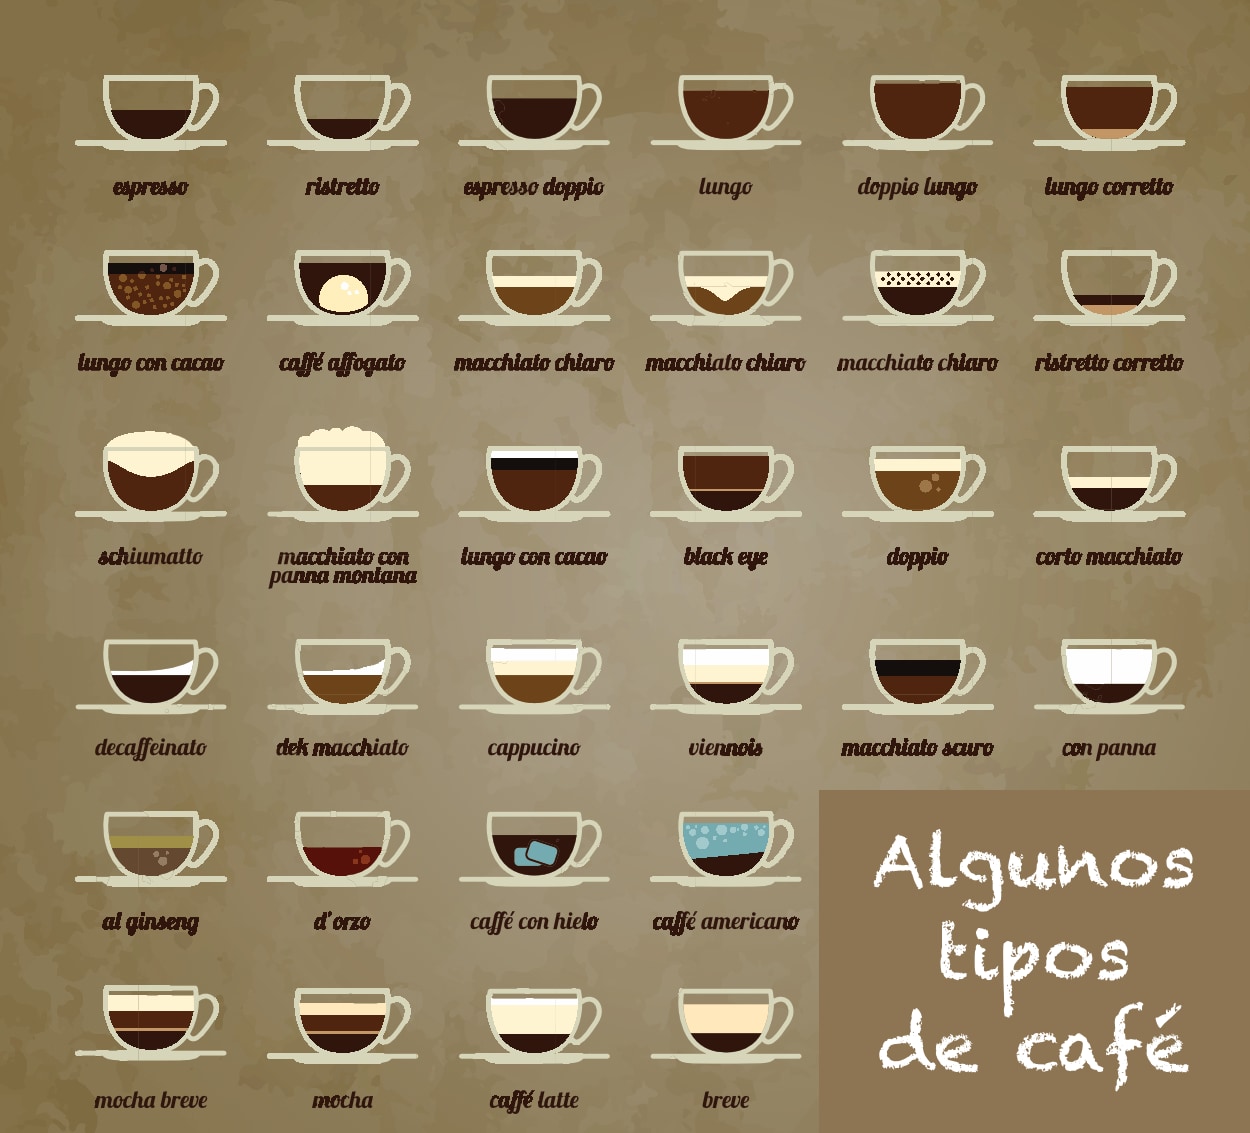 espresso
ristretto
espresso doppio
lungo
doppio lungo
lungo corretto
lungo con cacao
caffé affogato
macchiato chiaro
macchiato chiaro
macchiato chiaro
ristretto corretto
schiumatto
macchiato con
panna montana
lungo con cacao
black eye
doppio
corto macchiato
decaffeinato
dek macchiato
cappucino
viennois
macchiato scuro
con panna
al ginseng
d'orzo
caffé con hielo
caffé americano
mocha breve
mocha
caffé latte
breve
Algunos
tipos
de café